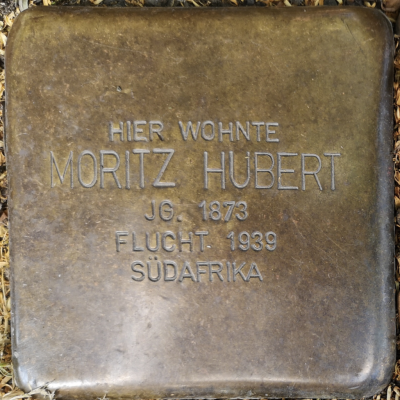 HIER WOHNTE
MORITZ HUBERT
JG. 1873
FLUCHT 1939
SÜDAFRIKA